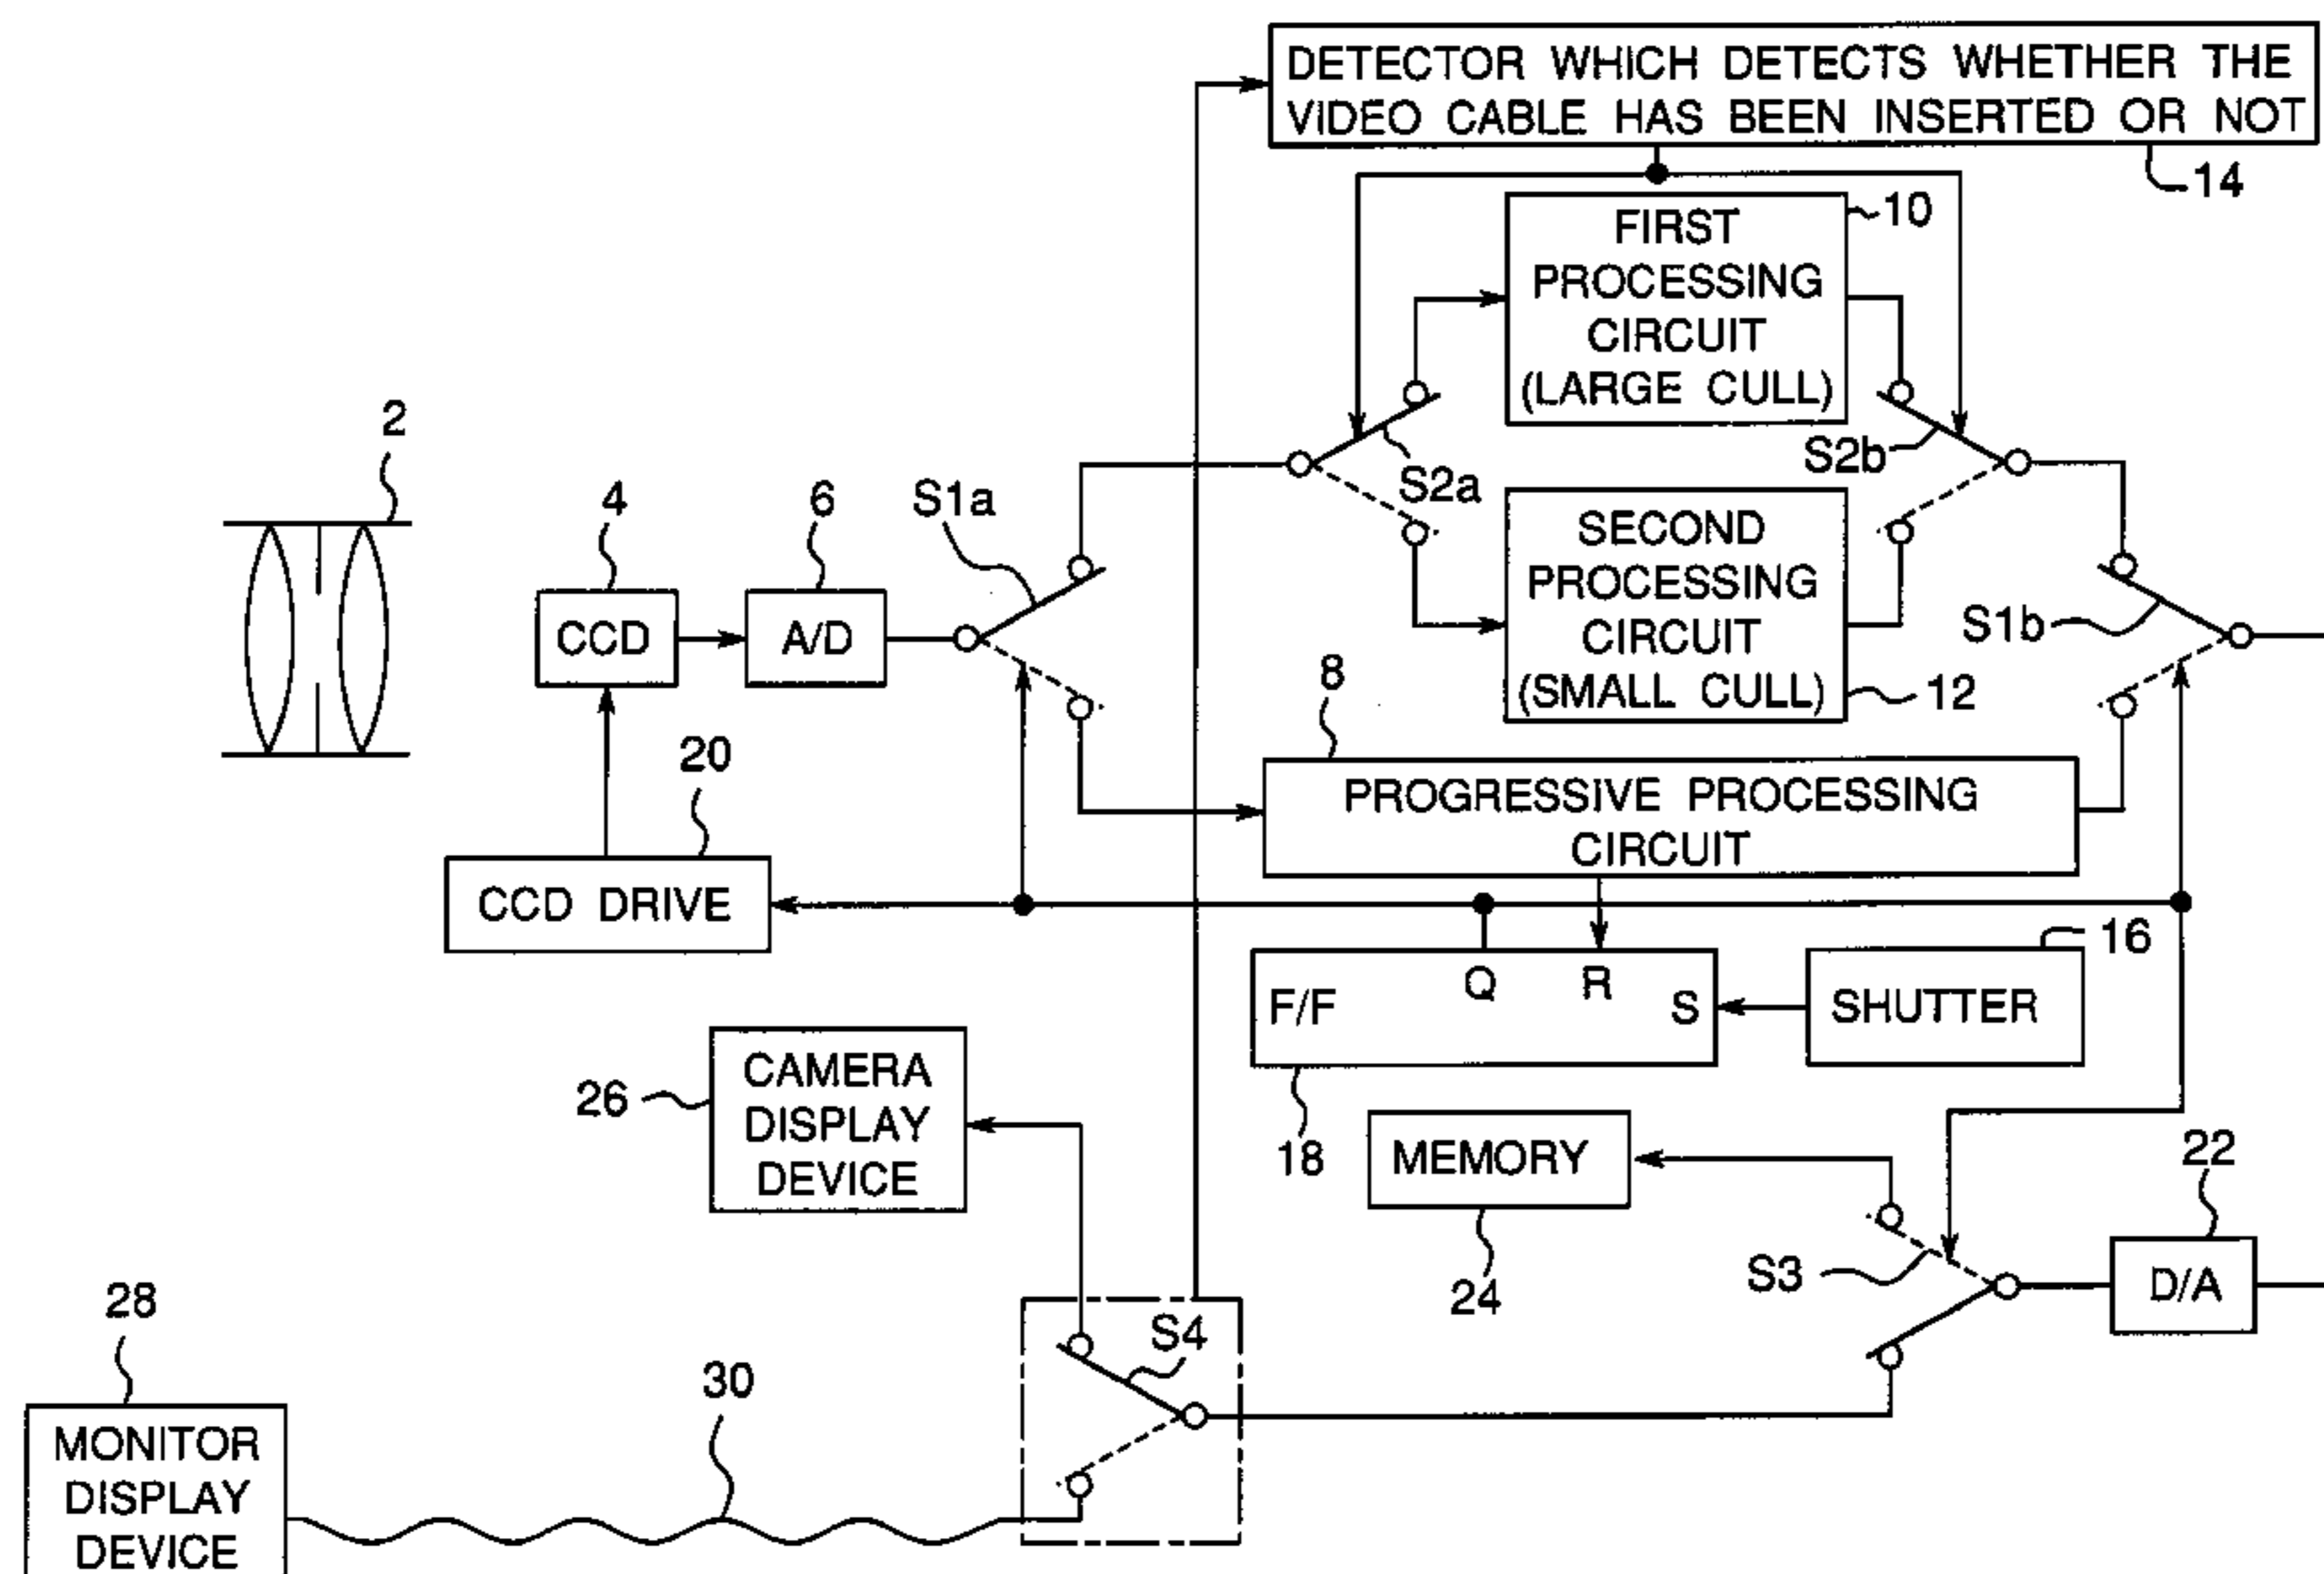 DETECTOR WHICH DETECTS WHETHER THE
VIDEO CABLE HAS BEEN INSERTED OR NOT
14
10
FIRST
PROCESSING
CIRCUIT
(LARGE CULL)
2
S2a
S2b
4
6
S1a
SECOND
PROCESSING
CIRCUIT
(SMALL CULL)
12
CCD
A/D
S1b
8
20
PROGRESSIVE PROCESSING
CIRCUIT
CCD DRIVE
16
F/F
Q
R
S
SHUTTER
18
CAMERA
DISPLAY
DEVICE
26
MEMORY
24
22
S3
D/A
28
S4
30
MONITOR
DISPLAY
DEVICE